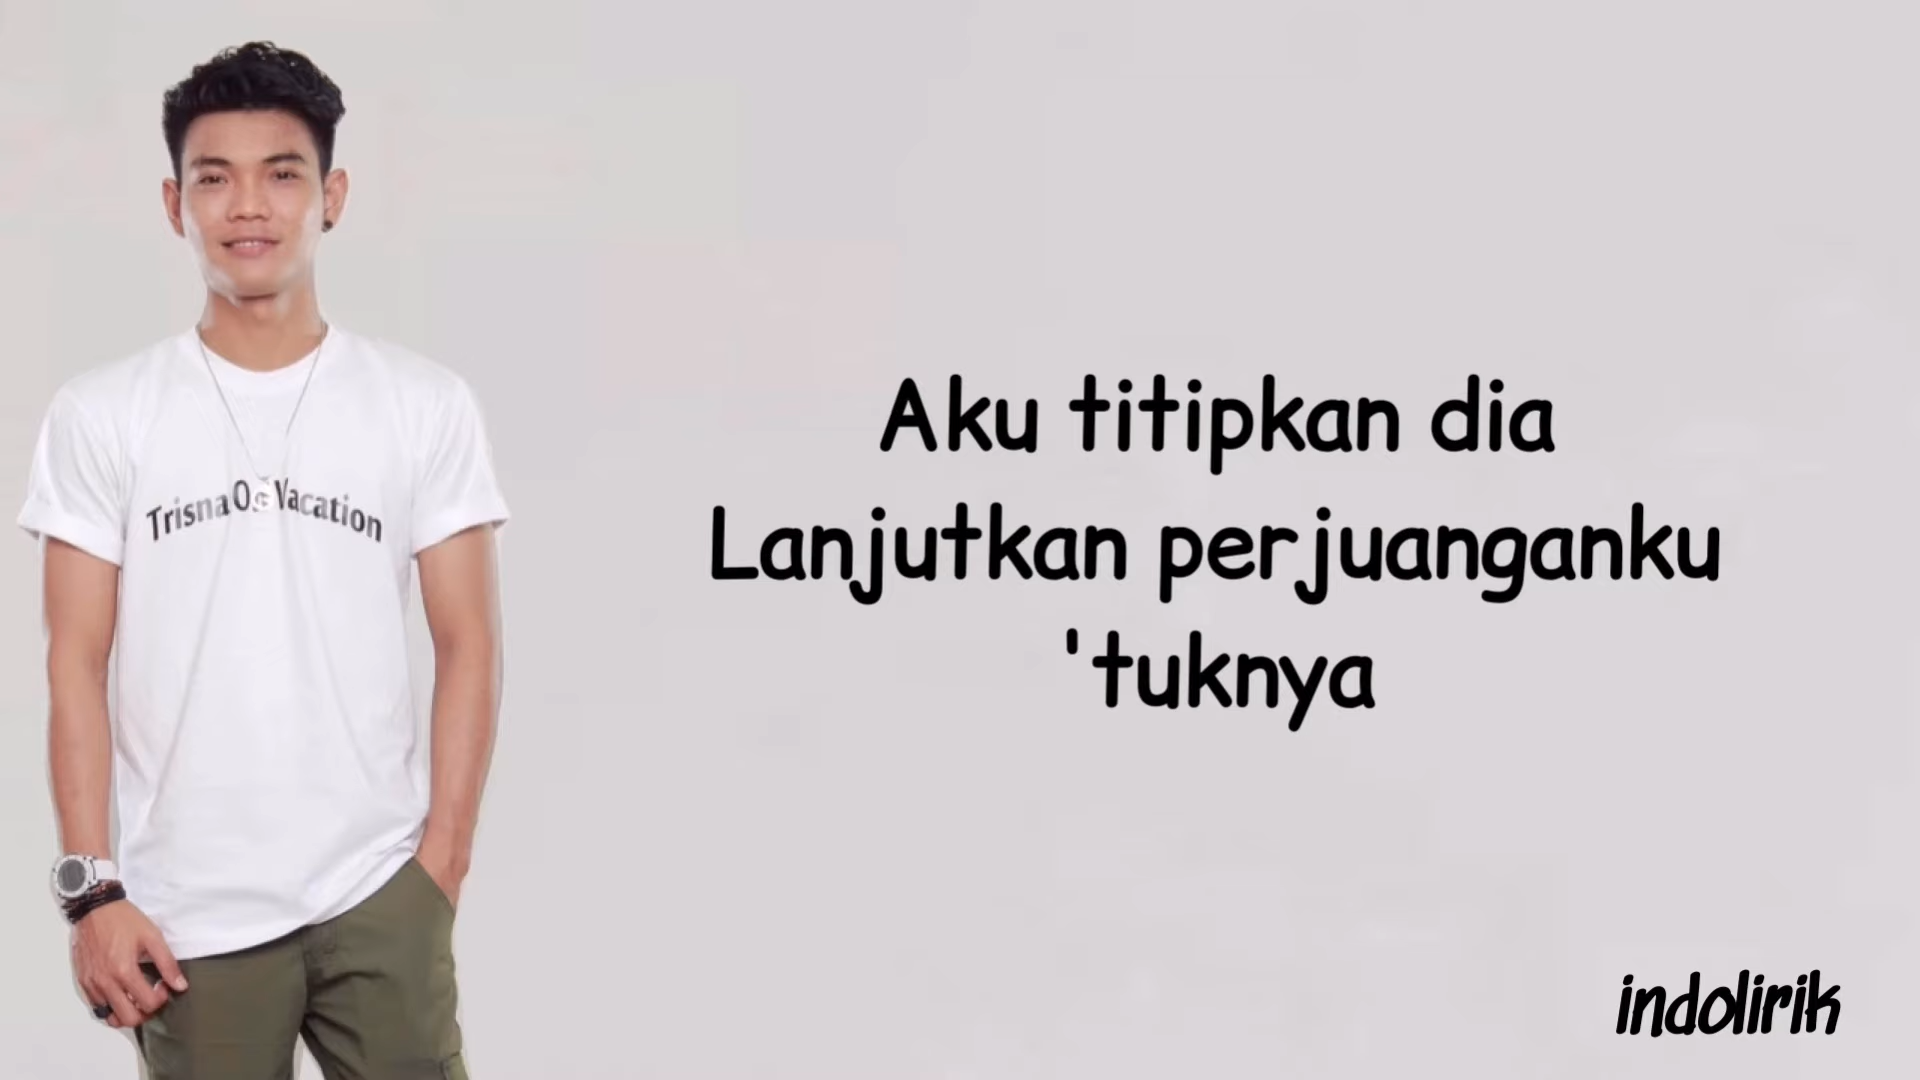 Trisna Vacation
Aku titipkan dia
Lanjutkan perjuanganku
'tuknya
indolirik